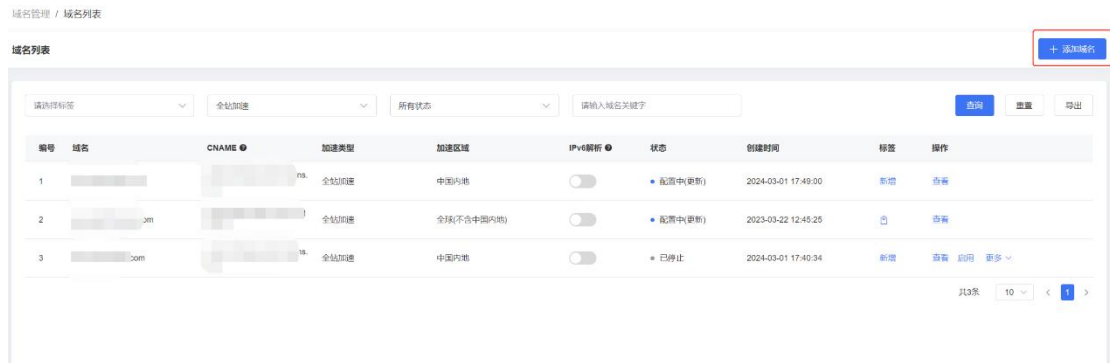 域名管理 / 域名列表
域名列表
+ 添加域名
请选择标签 全站加速 所有状态 请输入域名关键字 查询 重置 导出
编号 域名 CNAME 加速类型 加速区域 IPv6解析 状态 创建时间 标签 操作
1 ns. 全站加速 中国内地 配置中(更新) 2024-03-01 17:49:00 新增 查看
2 om 全站加速 全球(不含中国内地) 配置中(更新) 2023-03-22 12:45:25 查看
3 com ns. 全站加速 中国内地 已停止 2024-03-01 17:40:34 新增 查看 启用 更多
共3条 10 1